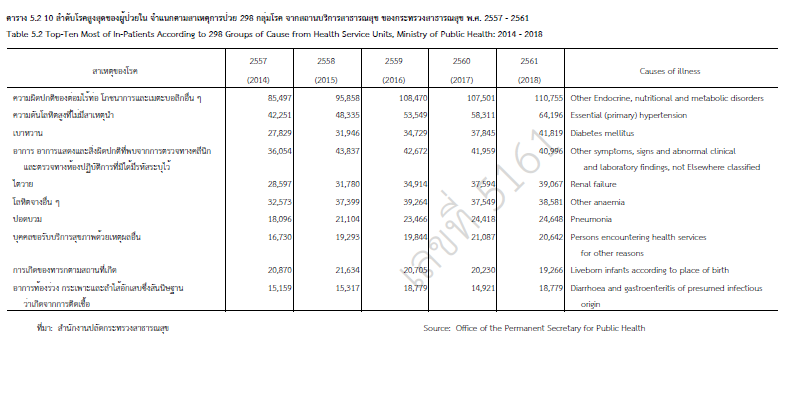 ตาราง 5.2 10 ลำดับโรคสูงสุดของผู้ป่วยใน จำแนกตามสาเหตุการป่วย 298 กลุ่มโรค จากสถานบริการสาธารณสุข ของกระทรวงสาธารณสุข พ.ศ. 2557 - 2561
Table 5.2 Top-Ten Most of In-Patients According to 298 Groups of Cause from Health Service Units, Ministry of Public Health: 2014 - 2018
สาเหตุของโรค 2557 2558 2559 2560 2561 Causes of illness
(2014) (2015) (2016) (2017) (2018)
ความผิดปกติของต่อมไร้ท่อ โภชนาการและเมตะบอลิกอื่น ๆ 85,497 95,858 108,470 107,501 110,755 Other Endocrine, nutritional and metabolic disorders
ความดันโลหิตสูงที่ไม่มีสาเหตุนำ 42,251 48,335 53,549 58,311 64,196 Essential (primary) hypertension
เบาหวาน 27,829 31,946 34,729 37,845 41,819 Diabetes mellitus
อาการ อาการแสดงและสิ่งผิดปกติที่พบจากการตรวจทางคลีนิก 36,054 43,837 42,672 41,959 40,996 Other symptoms, signs and abnormal clinical
และตรวจทางห้องปฏิบัติการที่มิได้มีรหัสระบุไว้ and laboratory findings, not Elsewhere classified
ไตวาย 28,597 31,780 34,914 37,594 39,067 Renal failure
โลหิตจางอื่น ๆ 32,573 37,399 39,264 37,549 38,581 Other anaemia
ปอดบวม 18,096 21,104 23,466 24,418 24,648 Pneumonia
บุคคลขอรับบริการสุขภาพด้วยเหตุผลอื่น 16,730 19,293 19,844 21,087 20,642 Persons encountering health services
for other reasons
การเกิดของทารกตามสถานที่เกิด 20,870 21,634 20,705 20,230 19,266 Liveborn infants according to place of birth
อาการท้องร่วง กระเพาะและลำไส้อักเสบซึ่งสันนิษฐาน 15,159 15,317 18,779 14,921 18,779 Diarrhoea and gastroenteritis of presumed infectious
ว่าเกิดจากการติดเชื้อ origin
ที่มา: สำนักงานปลัดกระทรวงสาธารณสุข Source: Office of the Permanent Secretary for Public Health
เลขที่ 5161